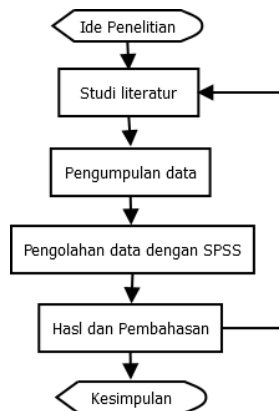 Ide Penelitian
Studi literatur
Pengumpulan data
Pengolahan data dengan SPSS
Hasl dan Pembahasan
Kesimpulan